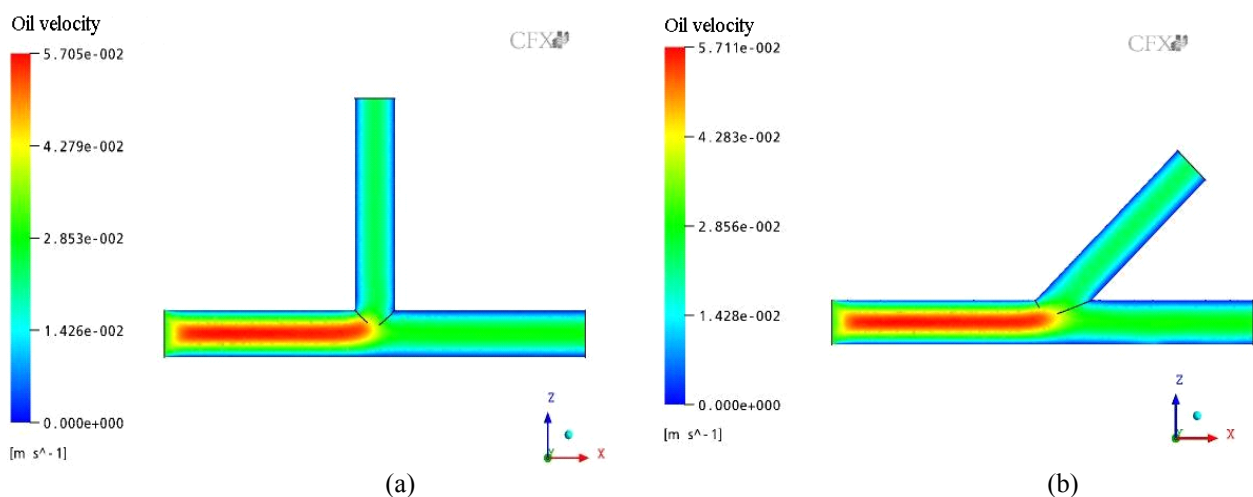 Oil velocity
5.705e-002
4.279e-002
2.853e-002
1.426e-002
0.000e+000
[m s^-1]
CFX
Z
Y
X
(a)
Oil velocity
5.711e-002
4.283e-002
2.856e-002
1.428e-002
0.000e+000
[m s^-1]
CFX
Z
Y
X
(b)